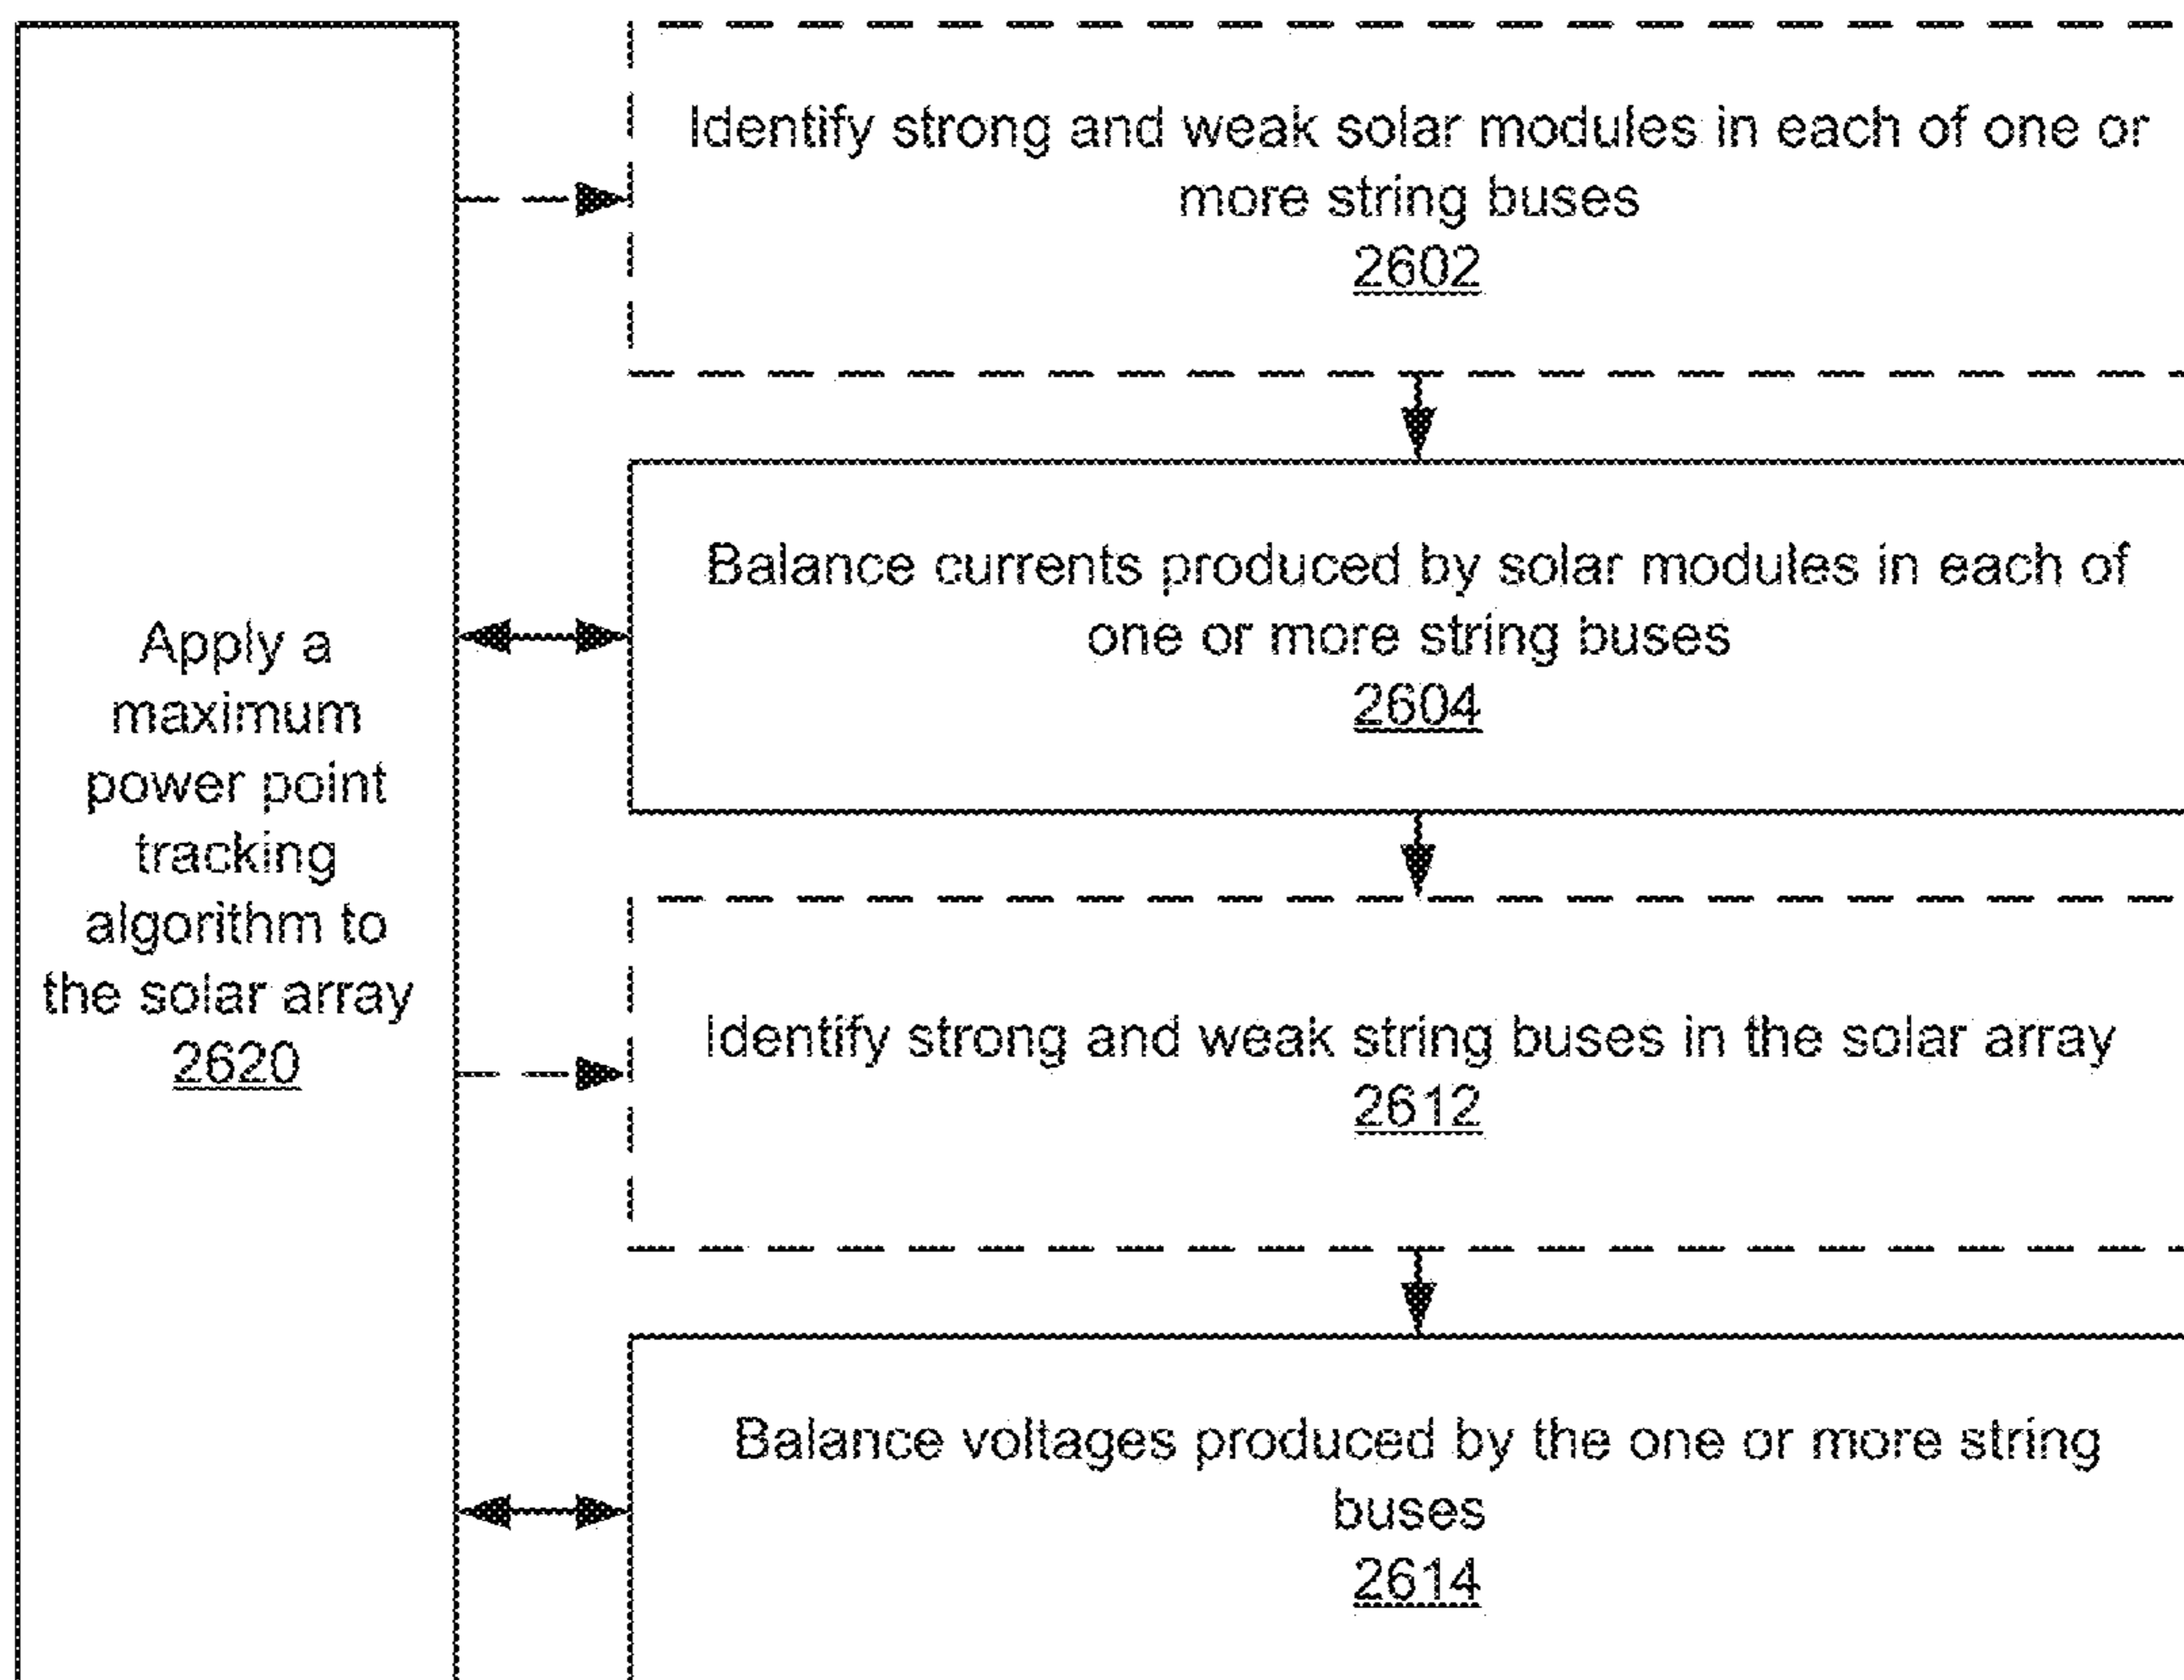 Apply a
maximum
power point
tracking
algorithm to
the solar array
2620
Identify strong and weak solar modules in each of one or
more string buses
2602
Balance currents produced by solar modules in each of
one or more string buses
2604
Identify strong and weak string buses in the solar array
2612
Balance voltages produced by the one or more string
buses
2614